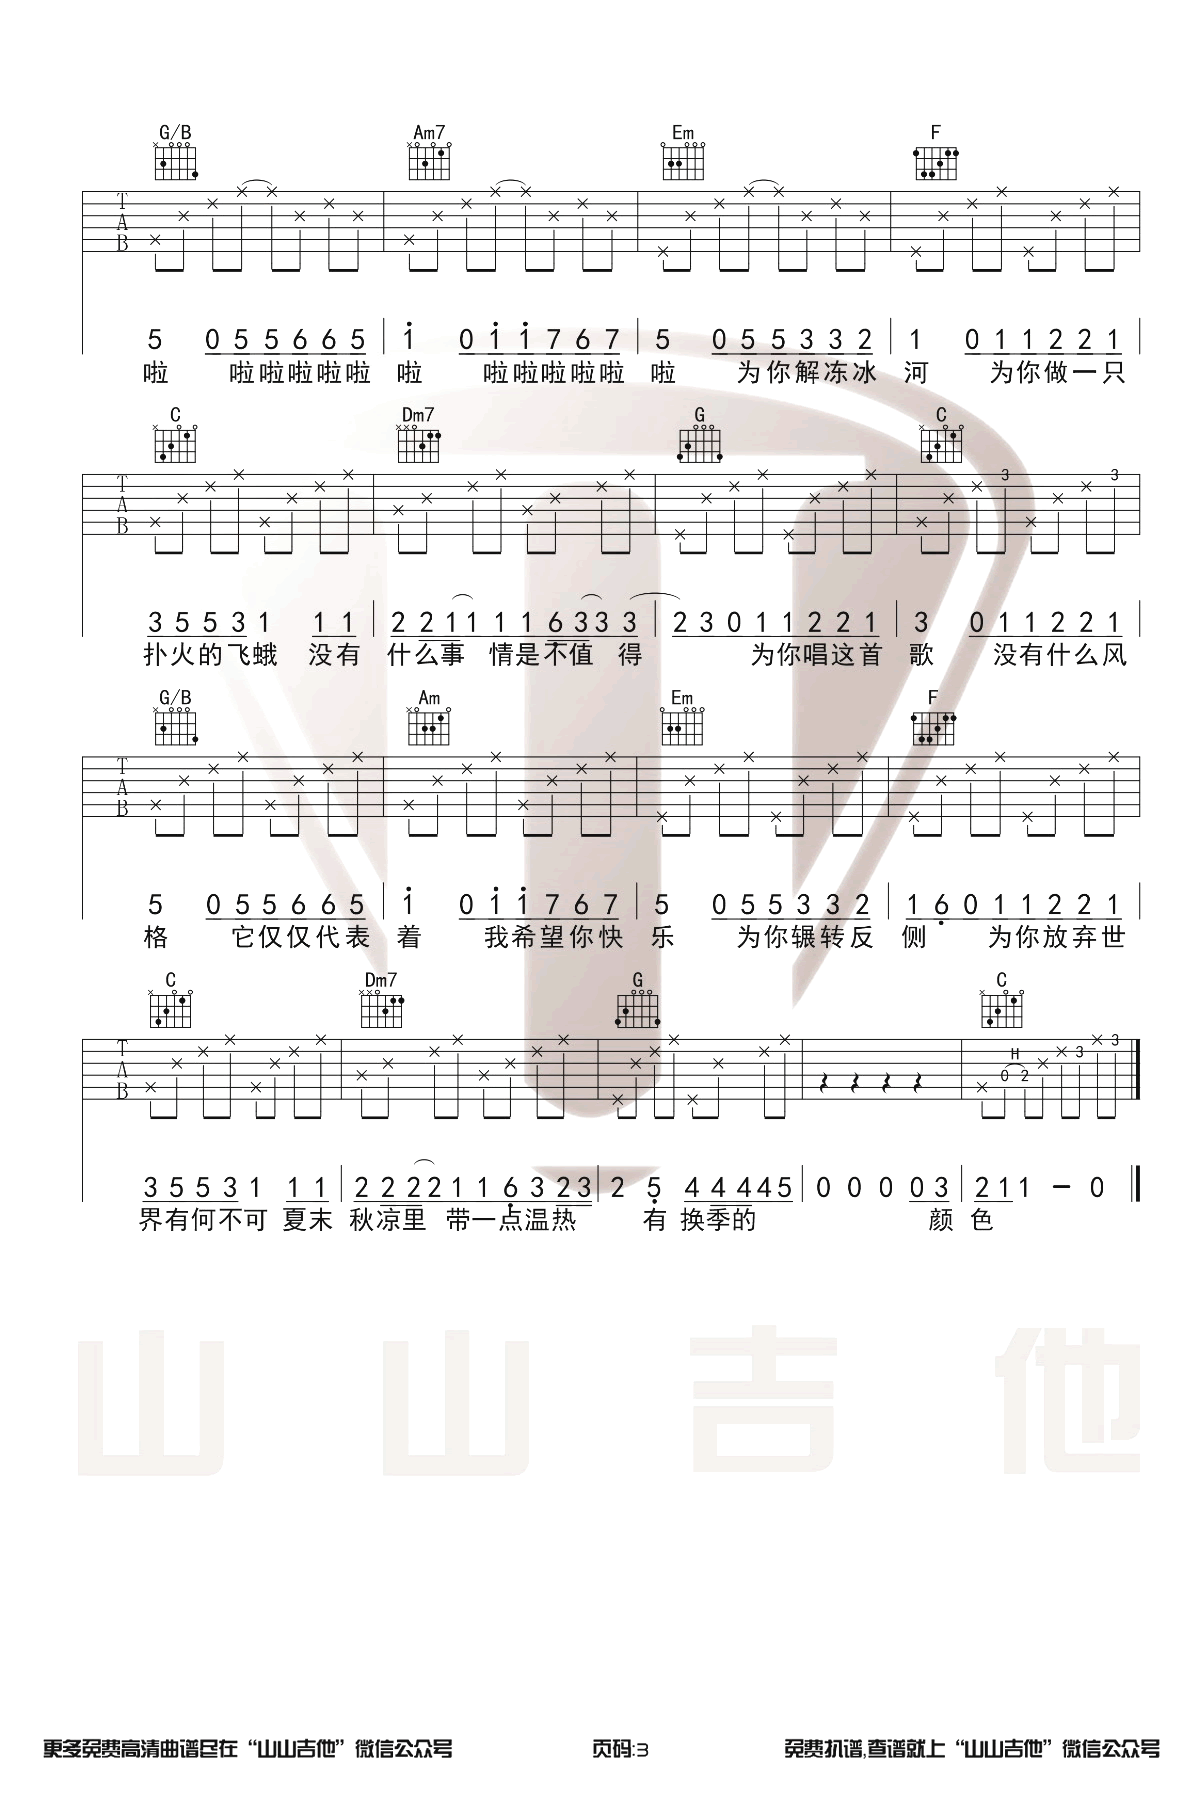 G/B Am7 Em F
T
A
B
5 0 5 5 6 6 5 1 0 1 1 7 6 7 5 0 5 5 3 3 2 1 0 1 1 2 2 1
啦 啦啦啦啦啦 啦 啦啦啦啦啦 啦 为你解冻冰 河 为你做一只
C Dm7 G C
3 3
T
A
B
3 5 5 3 1 1 1 2 2 1 1 1 1 6 3 3 3 2 3 0 1 1 2 2 1 3 0 1 1 2 2 1
扑火的飞蛾 没有 什么事 情是不值 得 为你唱这首 歌 没有什么风
G/B Am Em F
T
A
B
5 0 5 5 6 6 5 1 0 1 1 7 6 7 5 0 5 5 3 3 2 1 6 0 1 1 2 2 1
格 它仅仅代表 着 我希望你快 乐 为你辗转反 侧 为你放弃世
C Dm7 G C
T
A
B
H
0 2 3 3
3 5 5 3 1 1 1 2 2 2 2 1 1 6 3 2 3 2 5 4 4 4 4 5 0 0 0 0 3 2 1 1 – 0
界有何不可 夏末 秋凉里 带一点温热 有 换季的 颜 色
山山吉他
更多免费高清曲谱尽在“山山吉他”微信公众号 页码:3 免费扒谱,查谱就上“山山吉他”微信公众号